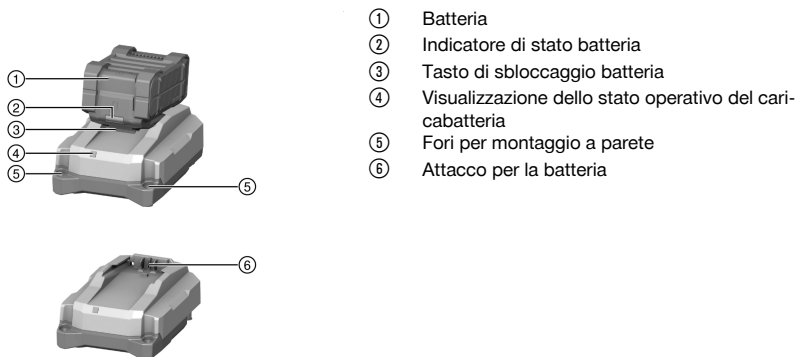 ① Batteria
② Indicatore di stato batteria
③ Tasto di sbloccaggio batteria
④ Visualizzazione dello stato operativo del cari-
cabatteria
⑤ Fori per montaggio a parete
⑥ Attacco per la batteria
①
②
③
④
⑤
⑤
⑥